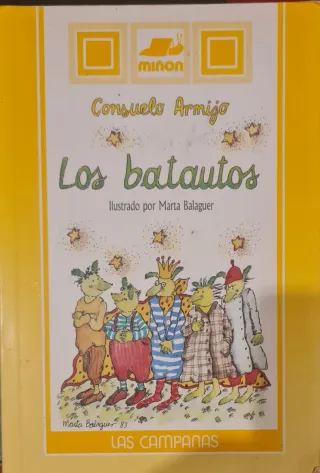 MIÑON
Consuelo Armijo
Los batautos
Ilustrado por Marta Balaguer
Marta Balaguer 83
LAS CAMPANAS